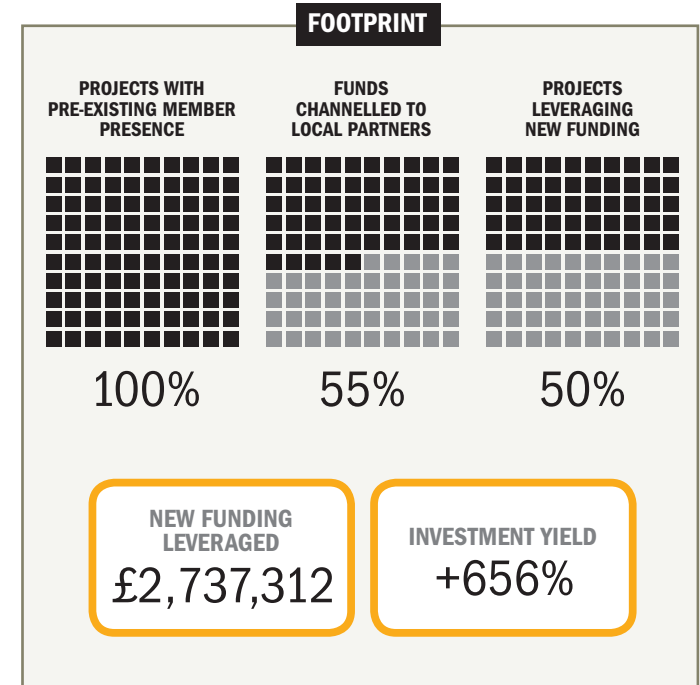 FOOTPRINT
PROJECTS WITH
PRE-EXISTING MEMBER
PRESENCE
100%
FUNDS
CHANNELLED TO
LOCAL PARTNERS
55%
PROJECTS
LEVERAGING
NEW FUNDING
50%
NEW FUNDING
LEVERAGED
£2,737,312
INVESTMENT YIELD
+656%